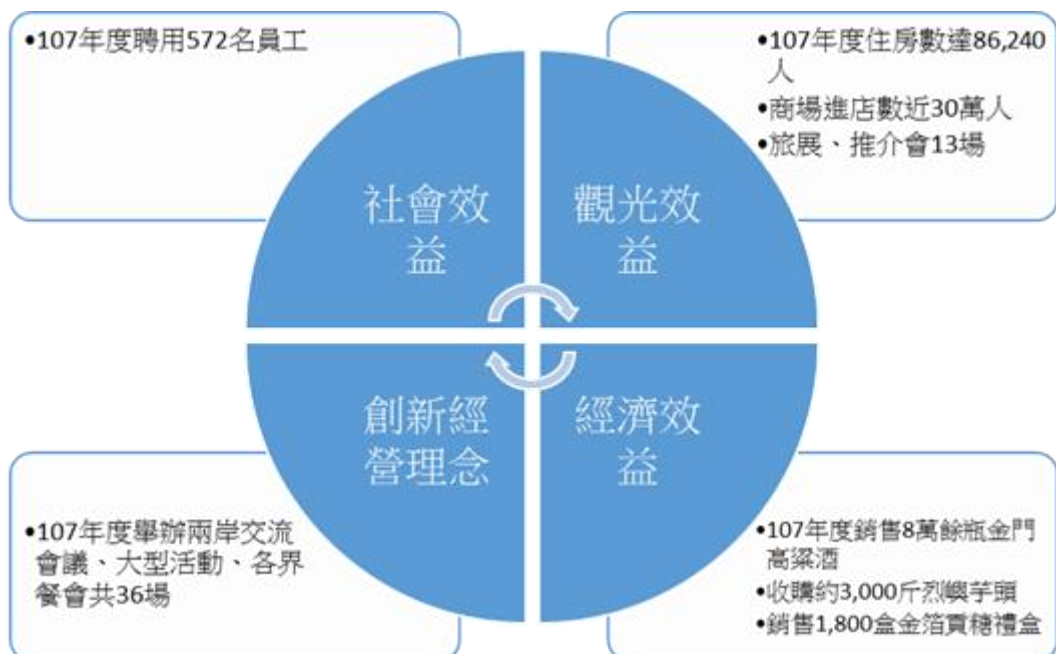 •107年度聘用572名員工
•107年度住房數達86,240
人
•商場進店數近30萬人
•旅展、推介會13場
社會效
益
觀光效
益
創新經
營理念
經濟效
益
•107年度舉辦兩岸交流
會議、大型活動、各界
餐會共36場
•107年度銷售8萬餘瓶金門
高粱酒
•收購約3,000斤烈嶼芋頭
•銷售1,800盒金箔貢糖禮盒